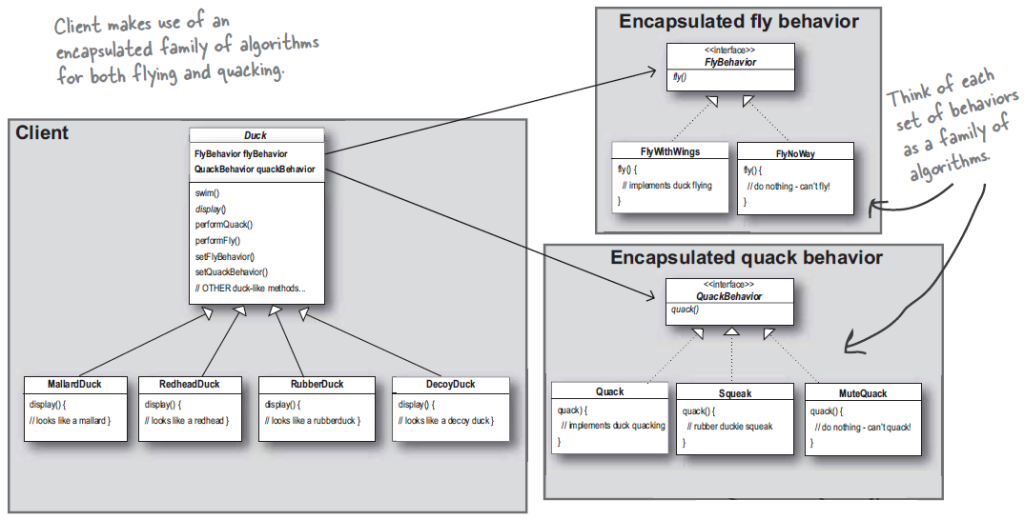 Client makes use of an
encapsulated family of algorithms
for both flying and quacking.
Client
Duck
FlyBehavior flyBehavior
QuackBehavior quackBehavior
swim()
display()
performQuack()
performFly()
setFlyBehavior()
setQuackBehavior()
// OTHER duck-like methods...
MallardDuck
display() {
// looks like a mallard }
RedheadDuck
display() {
// looks like a redhead }
RubberDuck
display() {
// looks like a rubberduck }
DecoyDuck
display() {
// looks like a decoy duck }
Encapsulated fly behavior
<<interface>>
FlyBehavior
fly()
FlyWithWings
fly() {
// implements duck flying
}
FlyNoWay
fly() {
// do nothing - can't fly!
}
Think of each
set of behaviors
as a family of
algorithms.
Encapsulated quack behavior
<<interface>>
QuackBehavior
quack()
Quack
quack) {
// implements duck quacking
}
Squeak
quack() {
// rubber duckie squeak
}
MuteQuack
quack() {
// do nothing - can't quack!
}